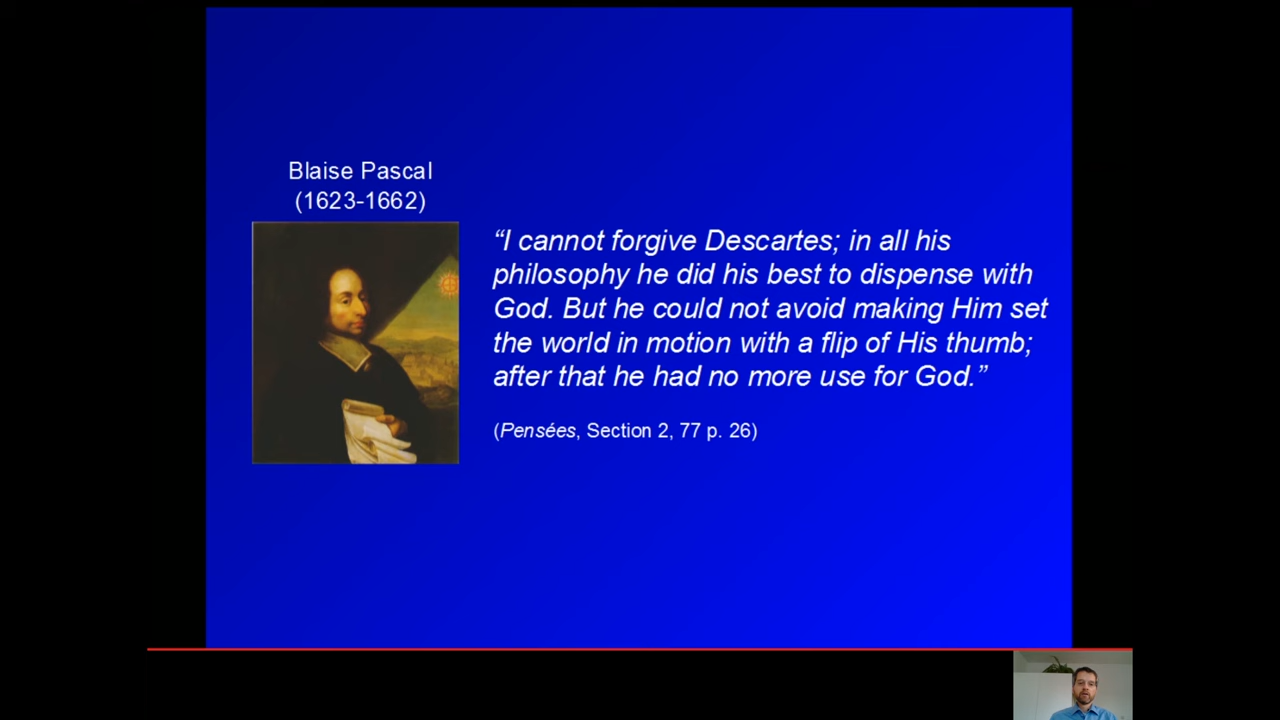 Blaise Pascal
(1623-1662)
“I cannot forgive Descartes; in all his
philosophy he did his best to dispense with
God. But he could not avoid making Him set
the world in motion with a flip of His thumb;
after that he had no more use for God.”
(Pensées, Section 2, 77 p. 26)